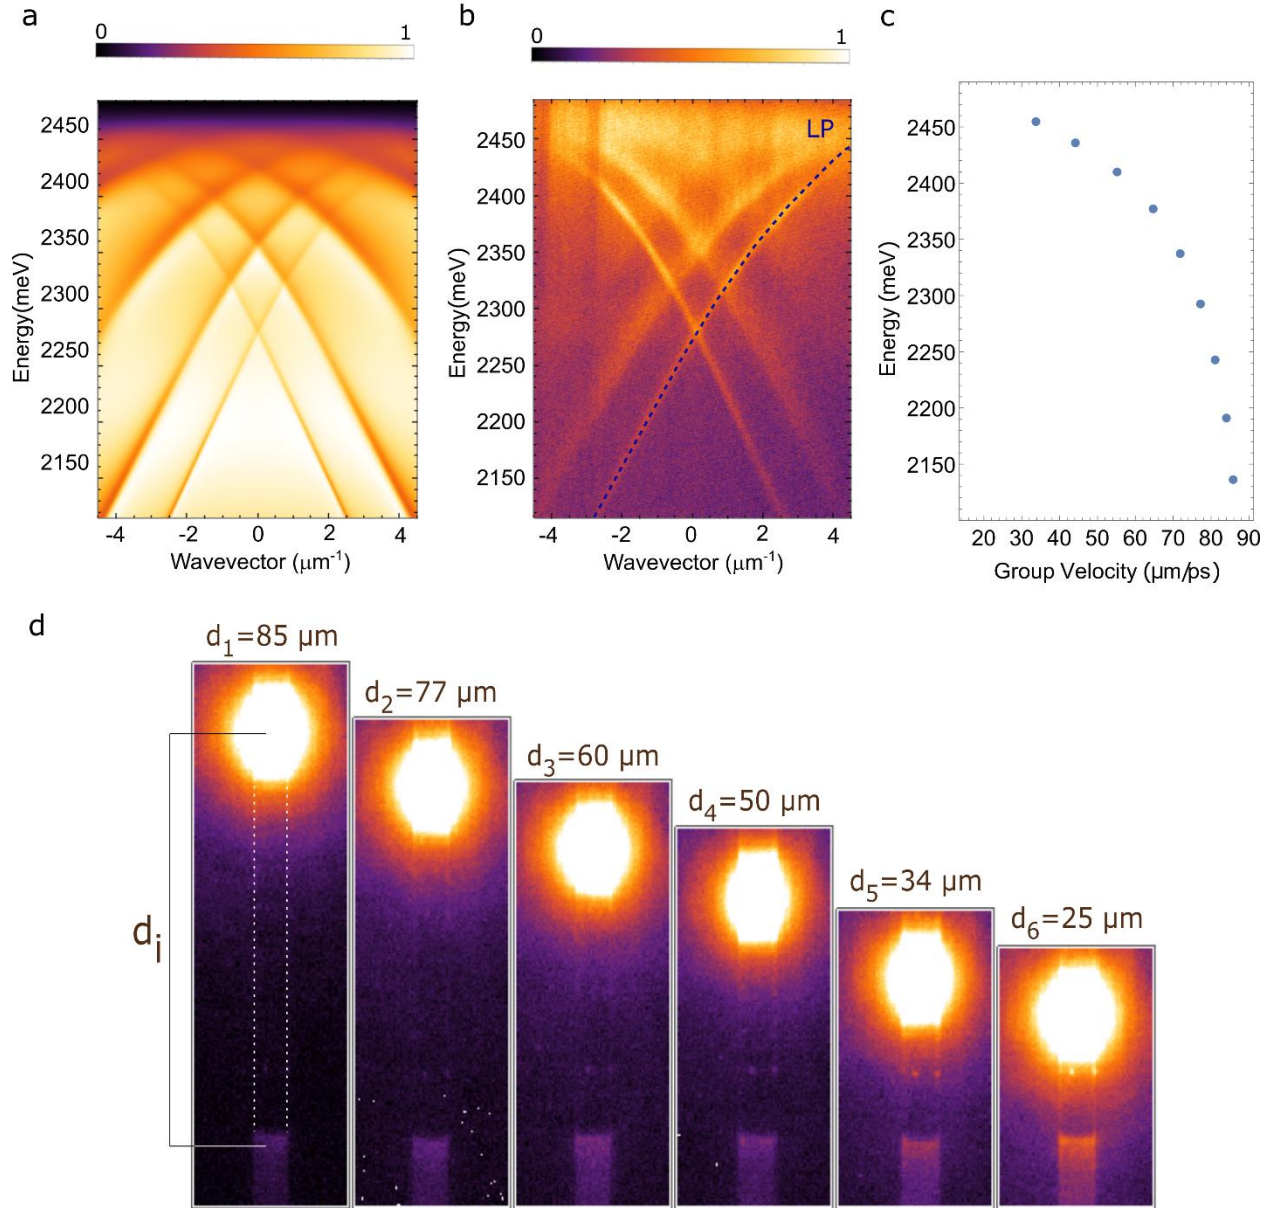 a
0 1
2450
2400
2350
2300
2250
2200
2150
Energy(meV)
-4 -2 0 2 4
Wavevector (μm⁻¹)
b
0 1
LP
2450
2400
2350
2300
2250
2200
2150
Energy(meV)
-4 -2 0 2 4
Wavevector (μm⁻¹)
c
2450
2400
2350
2300
2250
2200
2150
Energy (meV)
20 30 40 50 60 70 80 90
Group Velocity (μm/ps)
d
d₁=85 μm
d₂=77 μm
d₃=60 μm
d₄=50 μm
d₅=34 μm
d₆=25 μm
dᵢ